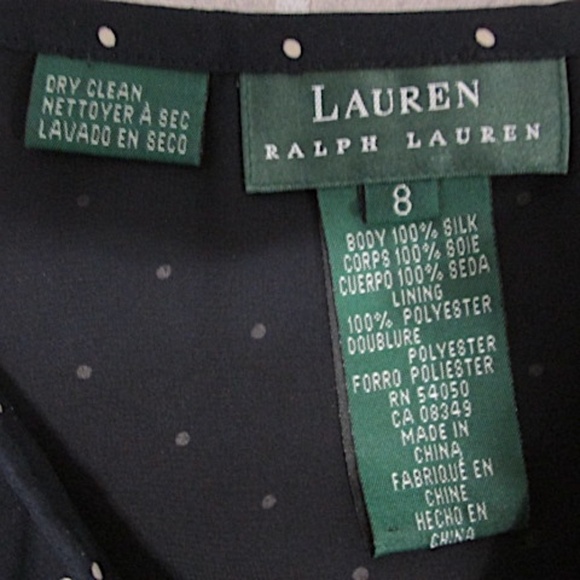 DRY CLEAN
NETTOYER À SEC
LAVADO EN SECO
LAUREN
RALPH LAUREN
8
BODY 100% SILK
CORPS 100% SOIE
CUERPO 100% SEDA
LINING
100% POLYESTER
DOUBLURE
POLYESTER
FORRO POLIESTER
RN 54050
CA 08349
MADE IN
CHINA
FABRIQUÉ EN
CHINE
HECHO EN
CHINO